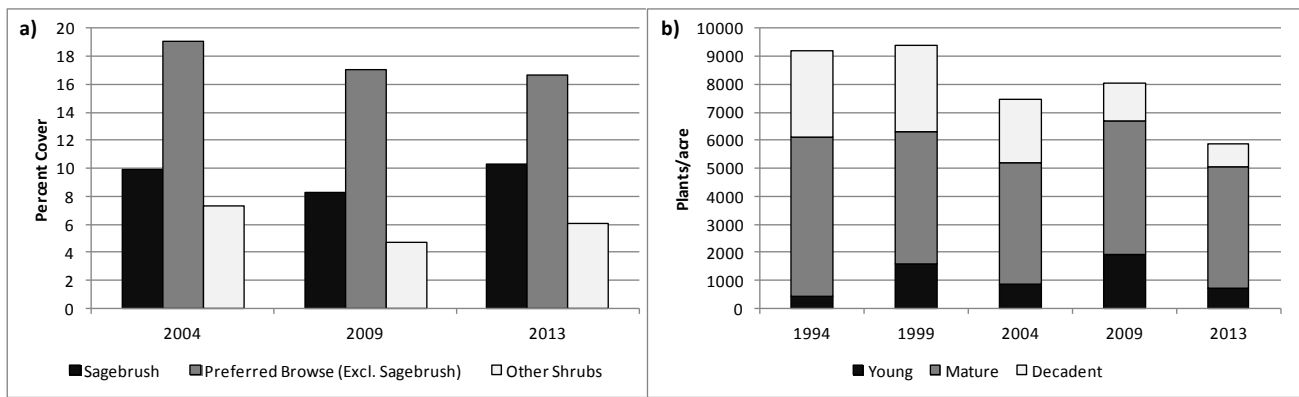 a)
Percent Cover
20
18
16
14
12
10
8
6
4
2
0
2004 2009 2013
Sagebrush Preferred Browse (Excl. Sagebrush) Other Shrubs
b)
Plants/acre
10000
9000
8000
7000
6000
5000
4000
3000
2000
1000
0
1994 1999 2004 2009 2013
Young Mature Decadent